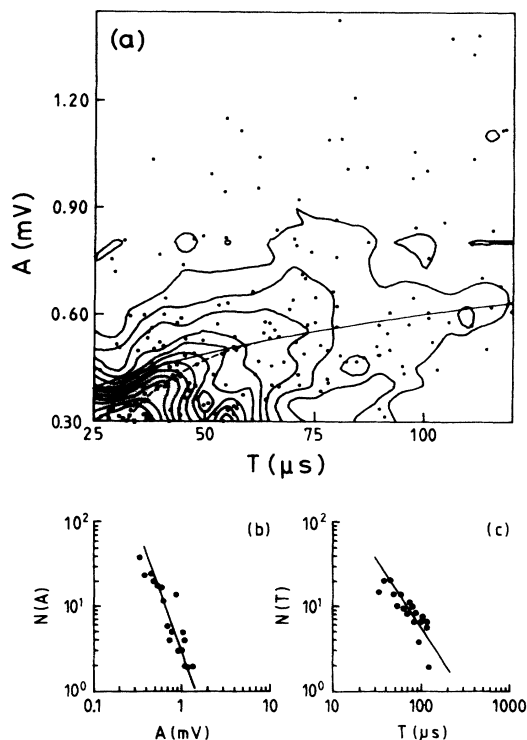 (a)
1.20
0.90
0.60
0.30
A (mV)
25 50 75 100
T (μs)
(b)
10²
10¹
10⁰
N(A)
0.1 1 10
A (mV)
(c)
10²
10¹
10⁰
N(T)
10 100 1000
T (μs)